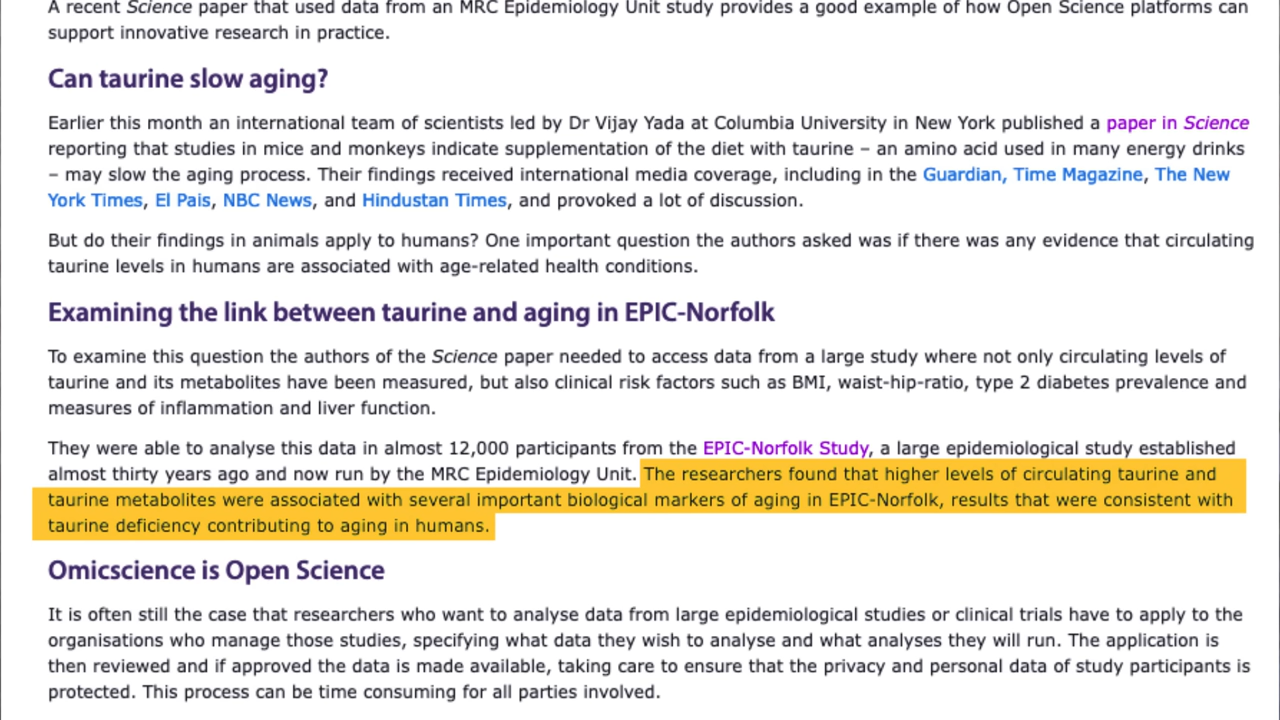 A recent Science paper that used data from an MRC Epidemiology Unit study provides a good example of how Open Science platforms can
support innovative research in practice.
Can taurine slow aging?
Earlier this month an international team of scientists led by Dr Vijay Yada at Columbia University in New York published a paper in Science
reporting that studies in mice and monkeys indicate supplementation of the diet with taurine – an amino acid used in many energy drinks
– may slow the aging process. Their findings received international media coverage, including in the Guardian, Time Magazine, The New
York Times, El Pais, NBC News, and Hindustan Times, and provoked a lot of discussion.
But do their findings in animals apply to humans? One important question the authors asked was if there was any evidence that circulating
taurine levels in humans are associated with age-related health conditions.
Examining the link between taurine and aging in EPIC-Norfolk
To examine this question the authors of the Science paper needed to access data from a large study where not only circulating levels of
taurine and its metabolites have been measured, but also clinical risk factors such as BMI, waist-hip-ratio, type 2 diabetes prevalence and
measures of inflammation and liver function.
They were able to analyse this data in almost 12,000 participants from the EPIC-Norfolk Study, a large epidemiological study established
almost thirty years ago and now run by the MRC Epidemiology Unit. The researchers found that higher levels of circulating taurine and
taurine metabolites were associated with several important biological markers of aging in EPIC-Norfolk, results that were consistent with
taurine deficiency contributing to aging in humans.
Omicscience is Open Science
It is often still the case that researchers who want to analyse data from large epidemiological studies or clinical trials have to apply to the
organisations who manage those studies, specifying what data they wish to analyse and what analyses they will run. The application is
then reviewed and if approved the data is made available, taking care to ensure that the privacy and personal data of study participants is
protected. This process can be time consuming for all parties involved.